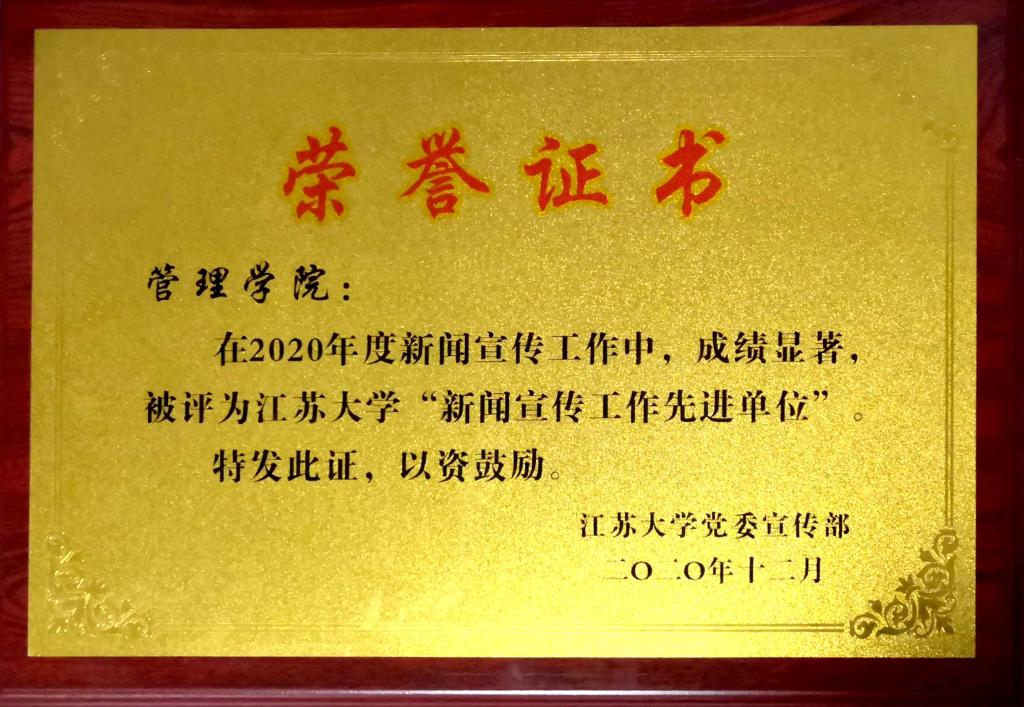 荣誉证书
管理学院：
在2020年度新闻宣传工作中，成绩显著，
被评为江苏大学“新闻宣传工作先进单位”。
特发此证，以资鼓励。
江苏大学党委宣传部
二〇二〇年十二月